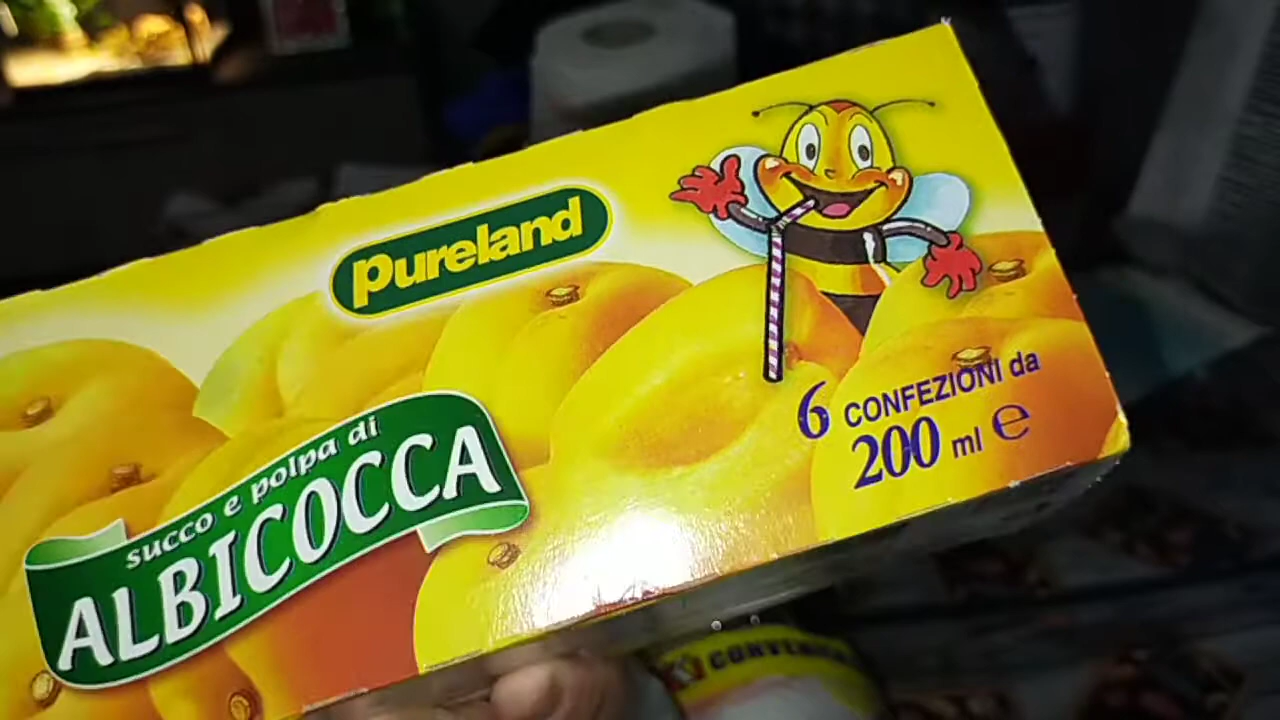 pureland
6 CONFEZIONI da
200 ml e
succo e polpa di
ALBICOCCA